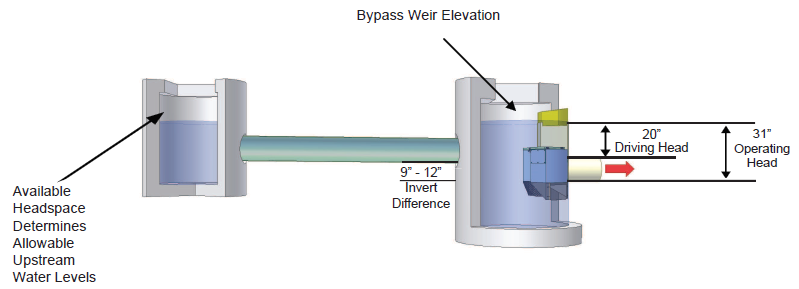 Bypass Weir Elevation
20”
Driving Head
31”
Operating
Head
9” - 12”
Invert
Difference
Available
Headspace
Determines
Allowable
Upstream
Water Levels